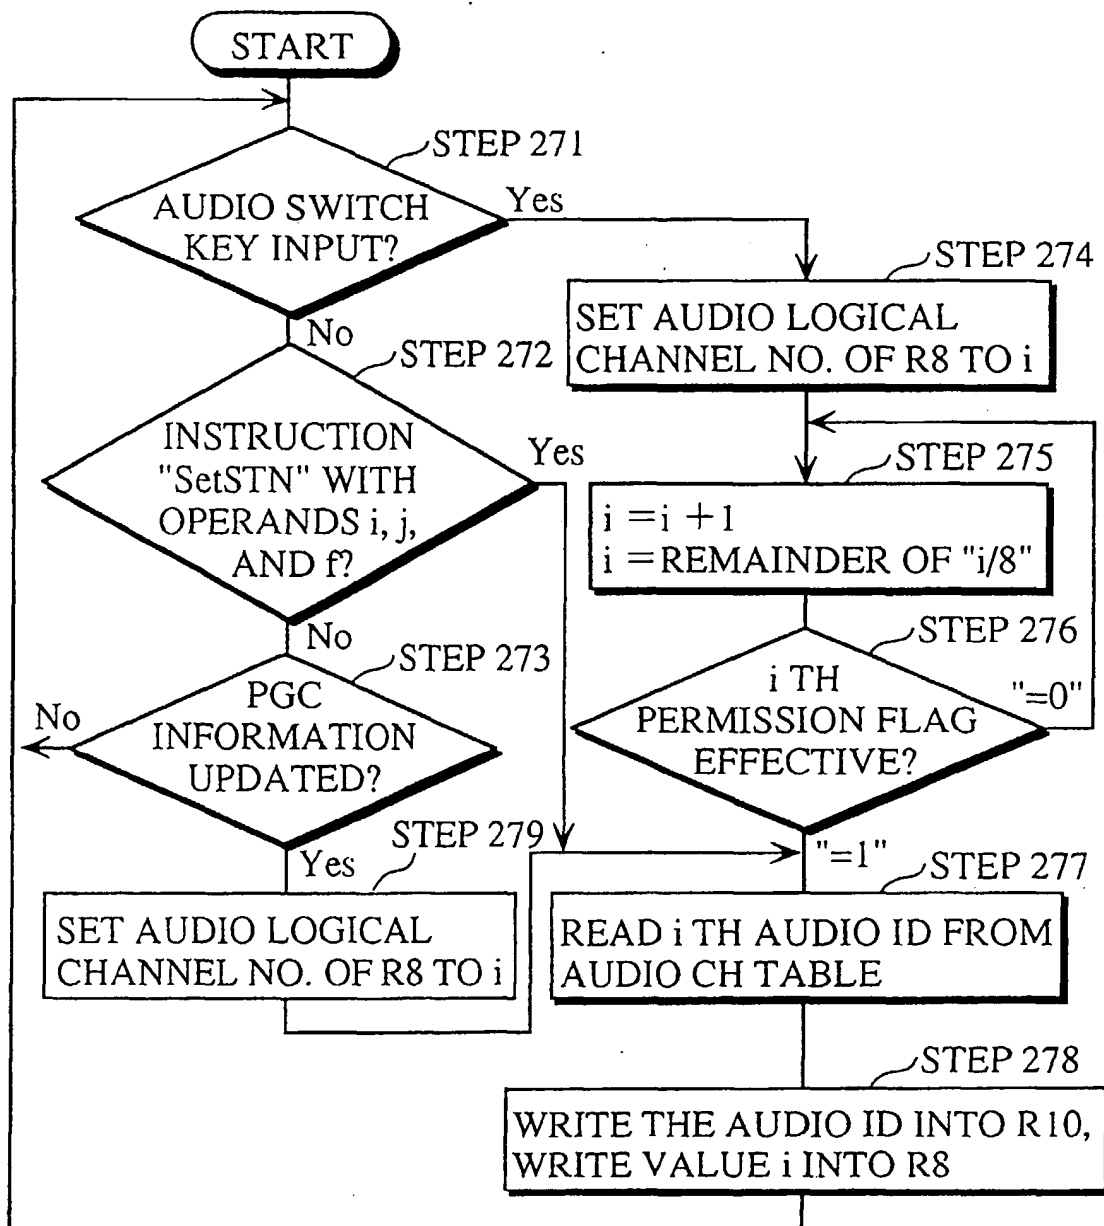 START
STEP 271
AUDIO SWITCH
KEY INPUT?
Yes
No
STEP 274
SET AUDIO LOGICAL
CHANNEL NO. OF R8 TO i
STEP 272
INSTRUCTION
"SetSTN" WITH
OPERANDS i, j,
AND f?
Yes
No
STEP 275
i = i + 1
i = REMAINDER OF "i/8"
STEP 276
i TH
PERMISSION FLAG
EFFECTIVE?
"=0"
"=1"
STEP 273
PGC
INFORMATION
UPDATED?
No
Yes
STEP 279
SET AUDIO LOGICAL
CHANNEL NO. OF R8 TO i
STEP 277
READ i TH AUDIO ID FROM
AUDIO CH TABLE
STEP 278
WRITE THE AUDIO ID INTO R10,
WRITE VALUE i INTO R8